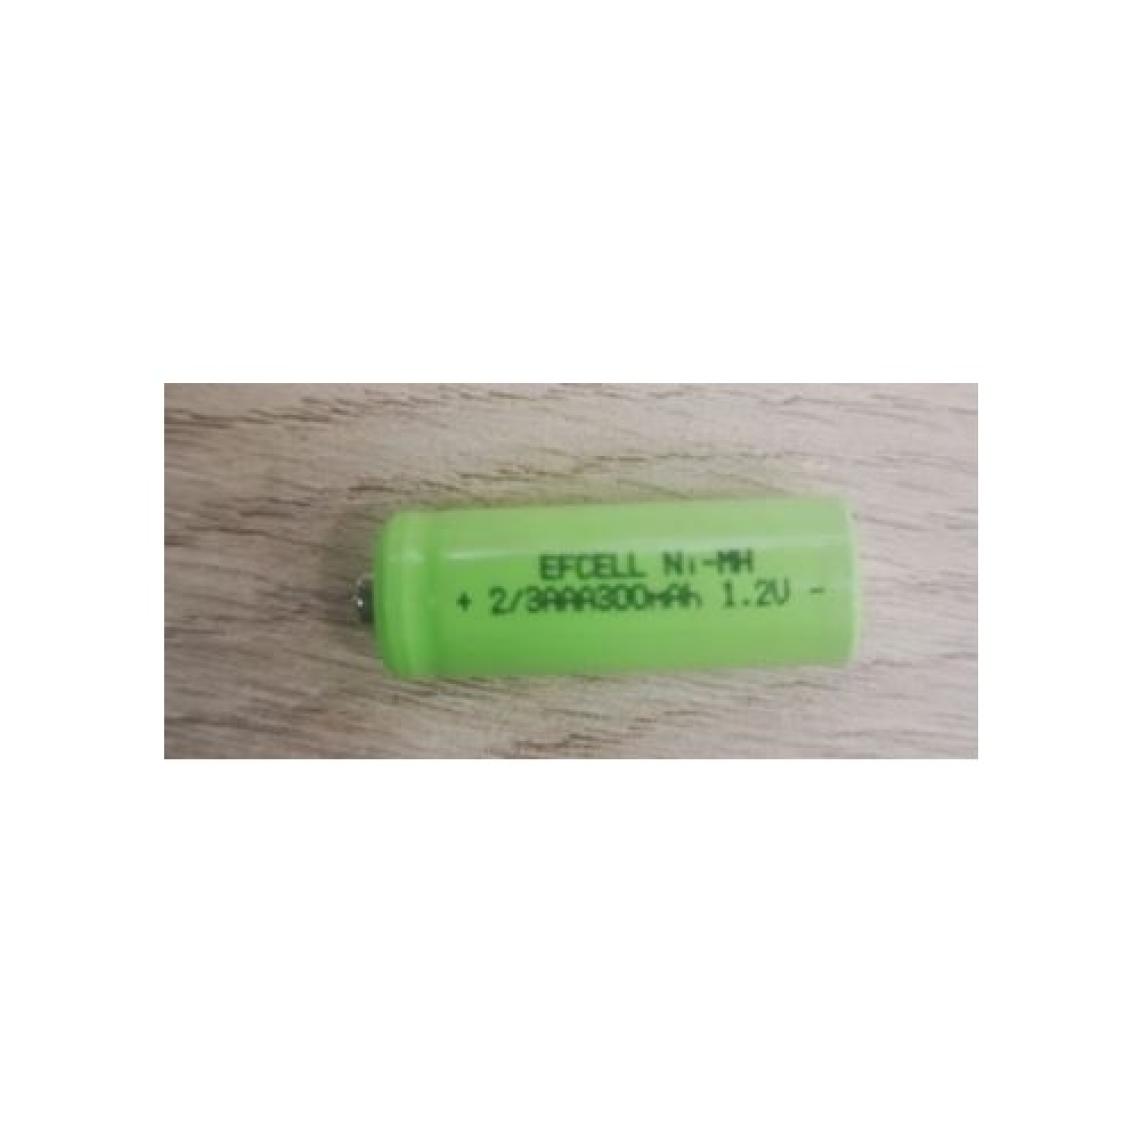 EFCELL Ni-MH
+ 2/3AAA300mAh 1.2V -